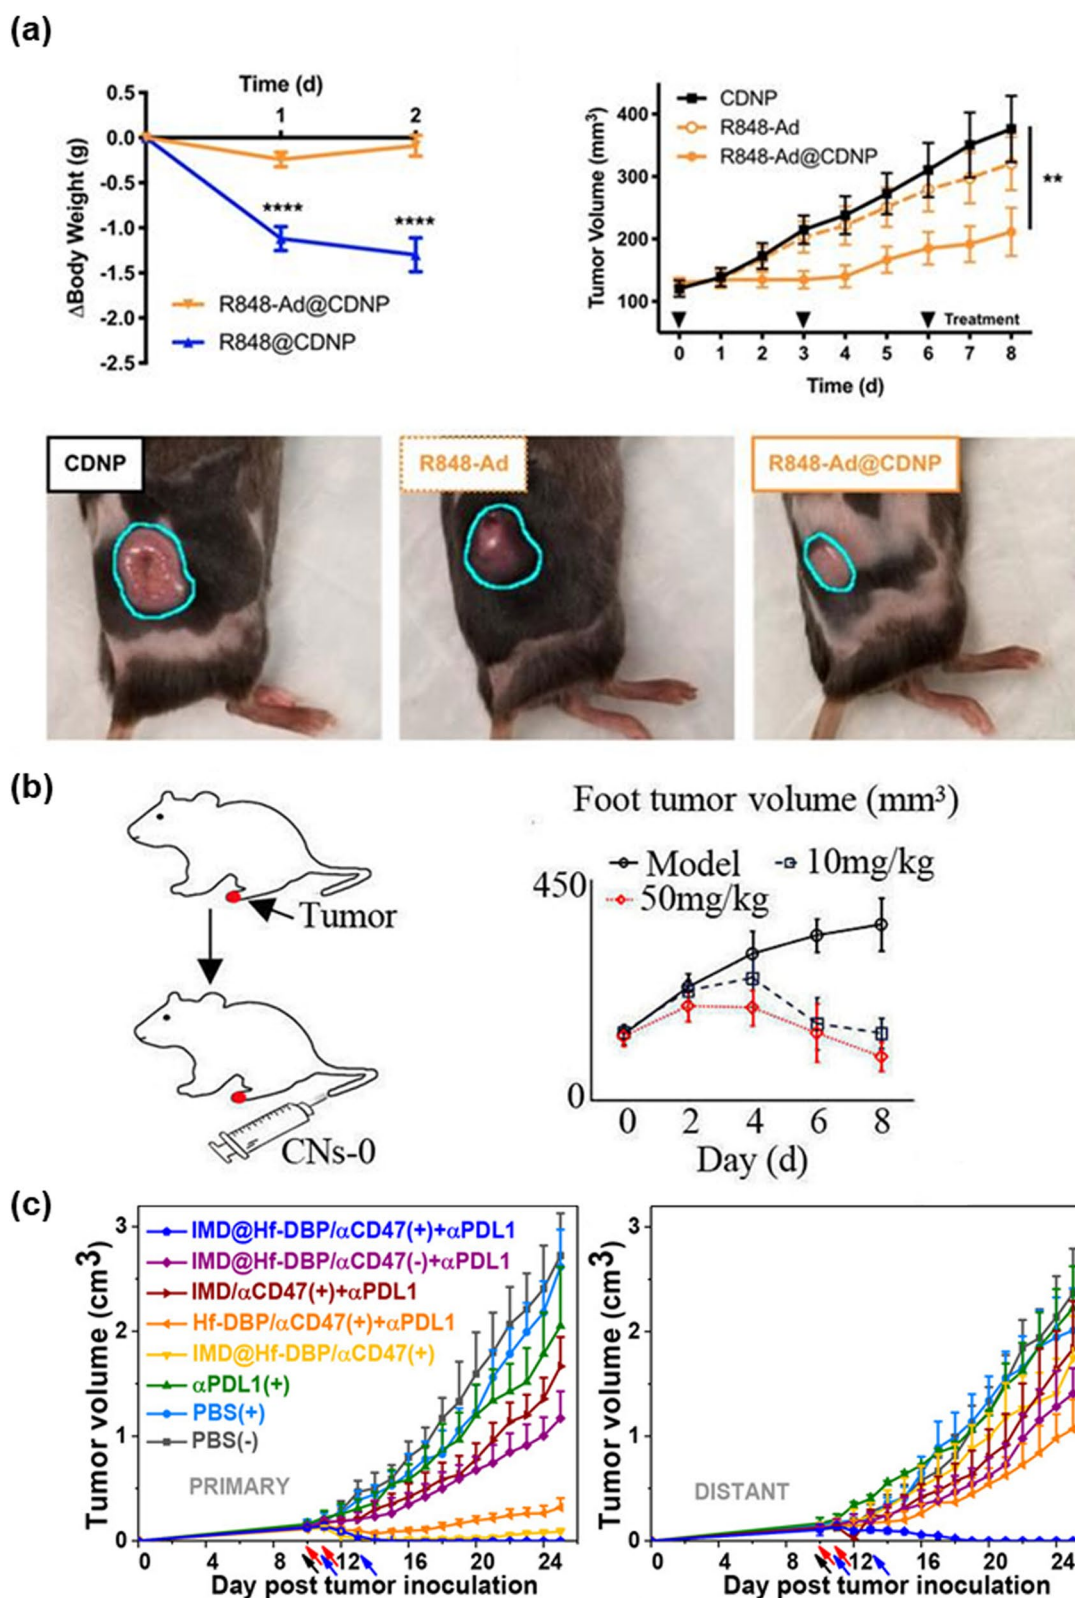 (a)
Time (d)
1
2
0.5
0.0
-0.5
-1.0
-1.5
-2.0
-2.5
ΔBody Weight (g)
****
****
R848-Ad@CDNP
R848@CDNP
Tumor Volume (mm³)
400
300
200
100
CDNP
R848-Ad
R848-Ad@CDNP
**
Treatment
0 1 2 3 4 5 6 7 8
Time (d)
CDNP
R848-Ad
R848-Ad@CDNP
(b)
Tumor
CNs-0
Foot tumor volume (mm³)
Model
10mg/kg
50mg/kg
450
0
0 2 4 6 8
Day (d)
(c)
Tumor volume (cm³)
3
2
1
0
IMD@Hf-DBP/αCD47(+)+αPDL1
IMD@Hf-DBP/αCD47(-)+αPDL1
IMD/αCD47(+)+αPDL1
Hf-DBP/αCD47(+)+αPDL1
IMD@Hf-DBP/αCD47(+)
αPDL1(+)
PBS(+)
PBS(-)
PRIMARY
0 4 8 12 16 20 24
Day post tumor inoculation
Tumor volume (cm³)
3
2
1
0
DISTANT
0 4 8 12 16 20 24
Day post tumor inoculation